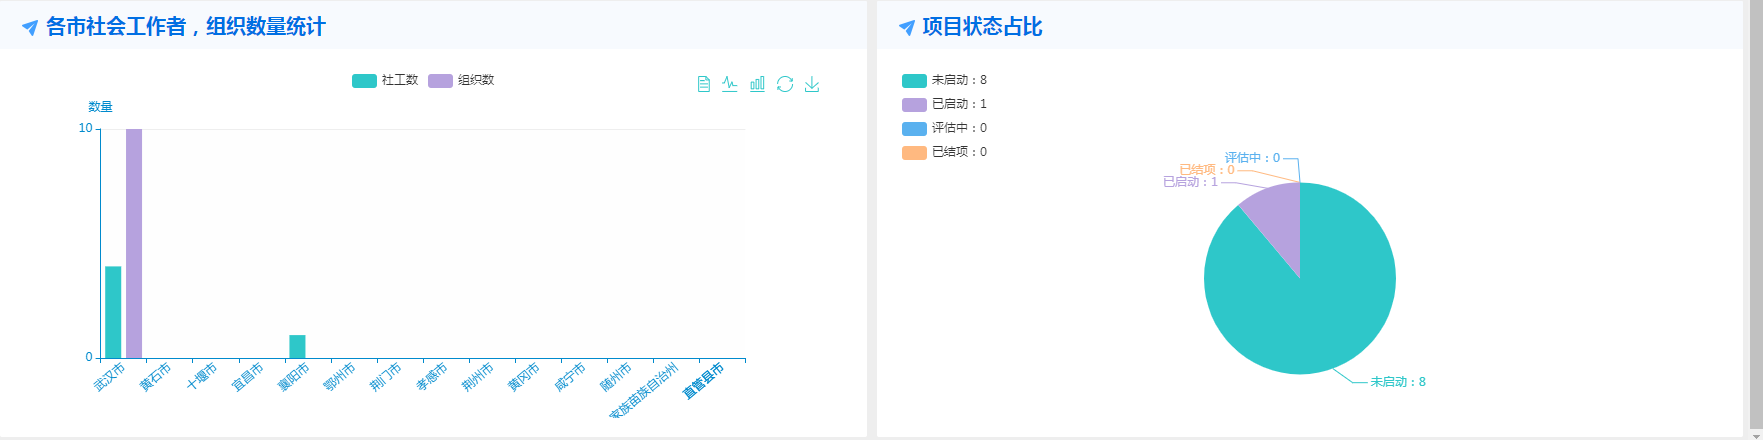 各市社会工作者，组织数量统计
社工数 组织数
数量
10
0
武汉市
黄石市
十堰市
宜昌市
襄阳市
鄂州市
荆门市
孝感市
荆州市
黄冈市
咸宁市
随州市
家族苗族自治州
直管县市
项目状态占比
未启动：8
已启动：1
评估中：0
已结项：0
评估中：0
已结项：0
已启动：1
未启动：8